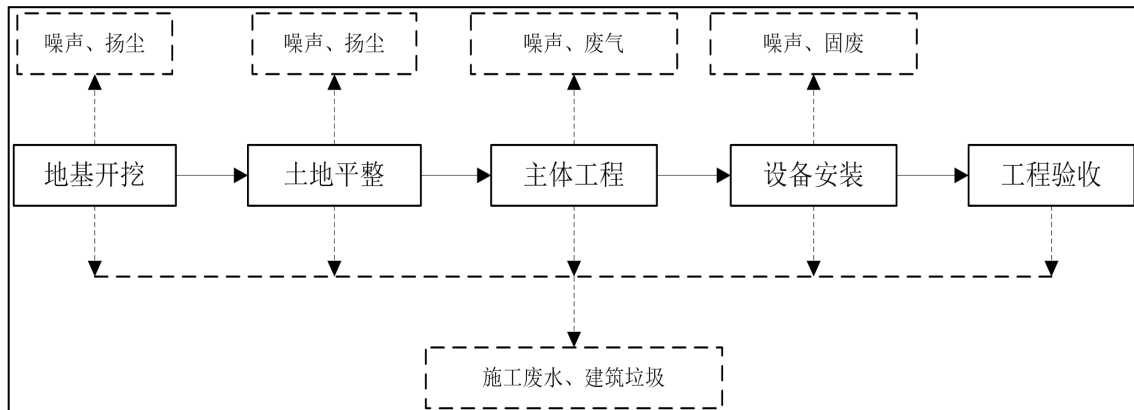 噪声、扬尘
噪声、扬尘
噪声、废气
噪声、固废
地基开挖
土地平整
主体工程
设备安装
工程验收
施工废水、建筑垃圾